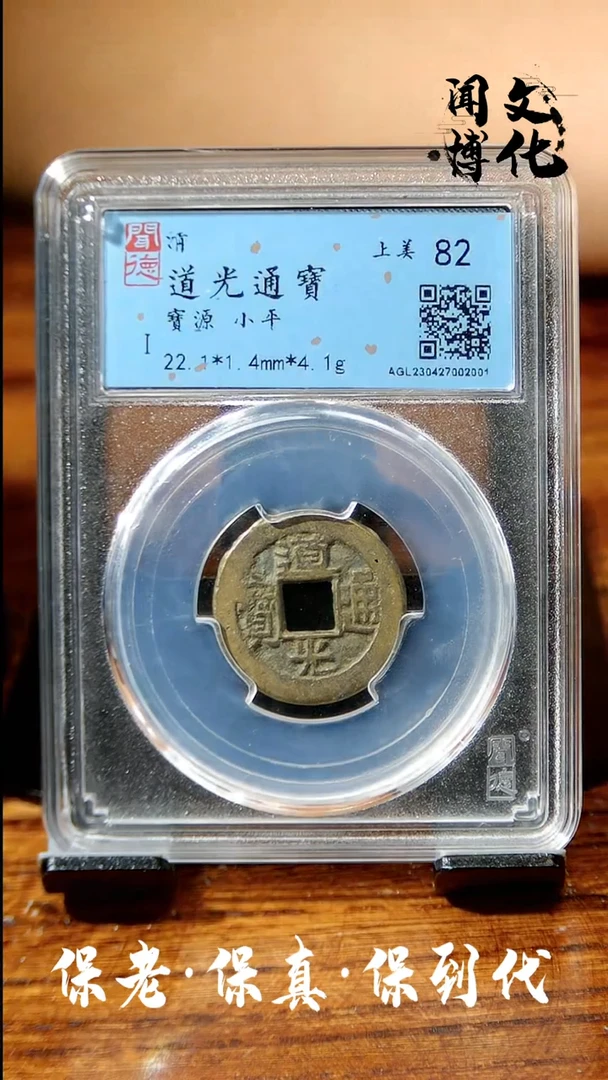 闻博
文化
聞德
清
上美 82
道光通寶
寶源 小平
I
22.1*1.4mm*4.1g
AGL230427002001
道光通寶
聞德
保老·保真·保到代